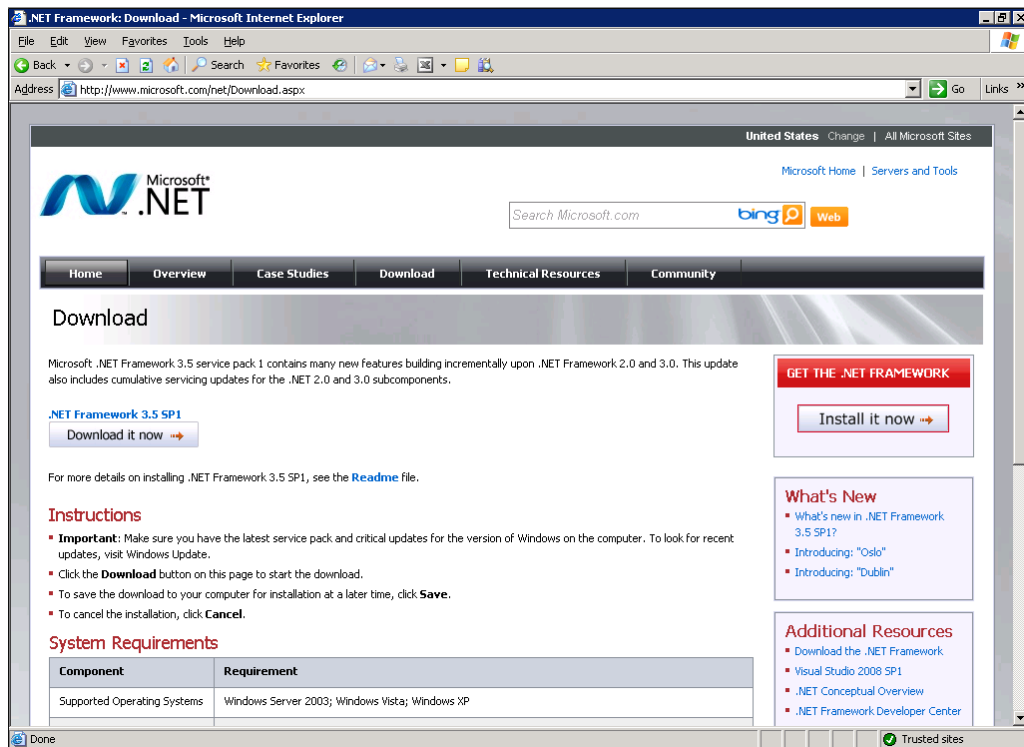 .NET Framework: Download - Microsoft Internet Explorer
File Edit View Favorites Tools Help
Back Search Favorites
Address http://www.microsoft.com/net/Download.aspx Go Links »
United States Change | All Microsoft Sites
Microsoft Home | Servers and Tools
Microsoft®
.NET
Search Microsoft.com bing Web
Home Overview Case Studies Download Technical Resources Community
Download
Microsoft .NET Framework 3.5 service pack 1 contains many new features building incrementally upon .NET Framework 2.0 and 3.0. This update
also includes cumulative servicing updates for the .NET 2.0 and 3.0 subcomponents.
.NET Framework 3.5 SP1
Download it now
For more details on installing .NET Framework 3.5 SP1, see the Readme file.
Instructions
Important: Make sure you have the latest service pack and critical updates for the version of Windows on the computer. To look for recent
updates, visit Windows Update.
Click the Download button on this page to start the download.
To save the download to your computer for installation at a later time, click Save.
To cancel the installation, click Cancel.
System Requirements
Component Requirement
Supported Operating Systems Windows Server 2003; Windows Vista; Windows XP
GET THE .NET FRAMEWORK
Install it now
What's New
What's new in .NET Framework
3.5 SP1?
Introducing: "Oslo"
Introducing: "Dublin"
Additional Resources
Download the .NET Framework
Visual Studio 2008 SP1
.NET Conceptual Overview
.NET Framework Developer Center
Done Trusted sites